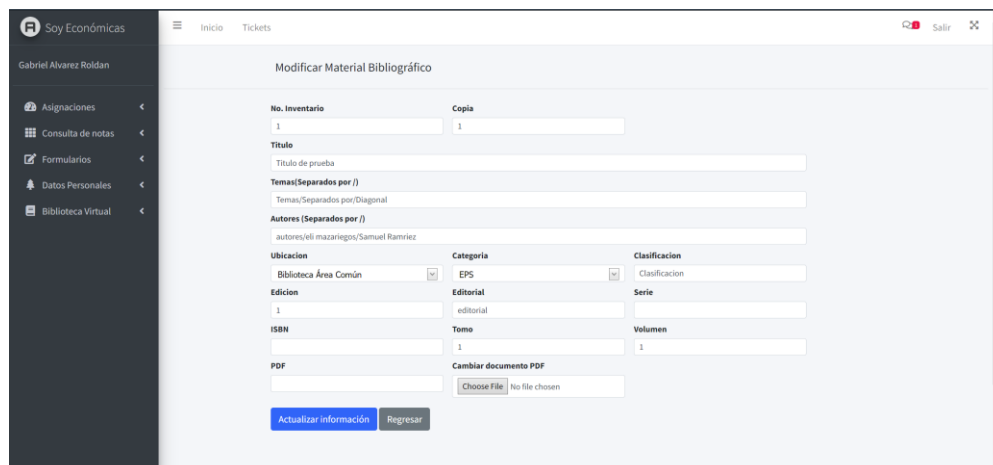 Soy Económicas
Inicio Tickets
Salir
Gabriel Alvarez Roldan
Asignaciones
Consulta de notas
Formularios
Datos Personales
Biblioteca Virtual
Modificar Material Bibliográfico
No. Inventario Copia
1 1
Titulo
Titulo de prueba
Temas(Separados por /)
Temas/Separados por/Diagonal
Autores (Separados por /)
autores/eli mazariegos/Samuel Ramriez
Ubicacion Categoria Clasificacion
Biblioteca Área Común EPS Clasificacion
Edicion Editorial Serie
1 editorial
ISBN Tomo Volumen
1 1
PDF Cambiar documento PDF
Choose File No file chosen
Actualizar información Regresar